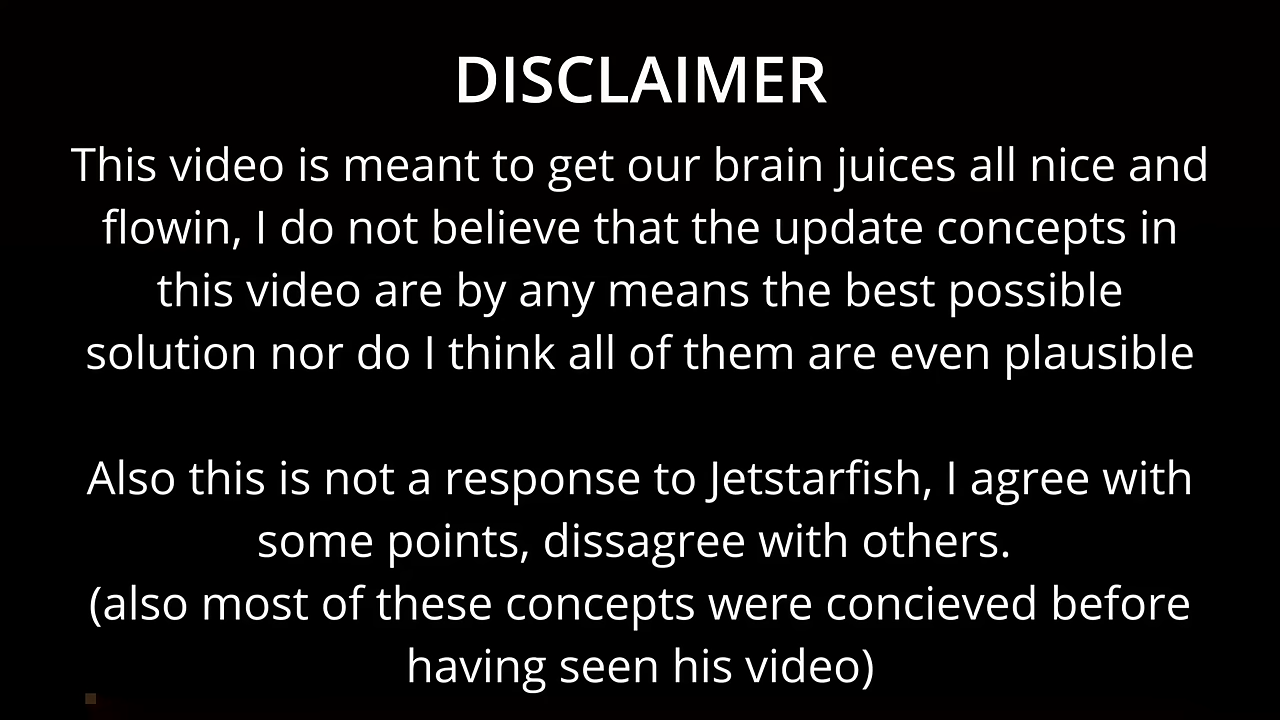 DISCLAIMER
This video is meant to get our brain juices all nice and
flowin, I do not believe that the update concepts in
this video are by any means the best possible
solution nor do I think all of them are even plausible
Also this is not a response to Jetstarfish, I agree with
some points, dissagree with others.
(also most of these concepts were concieved before
having seen his video)